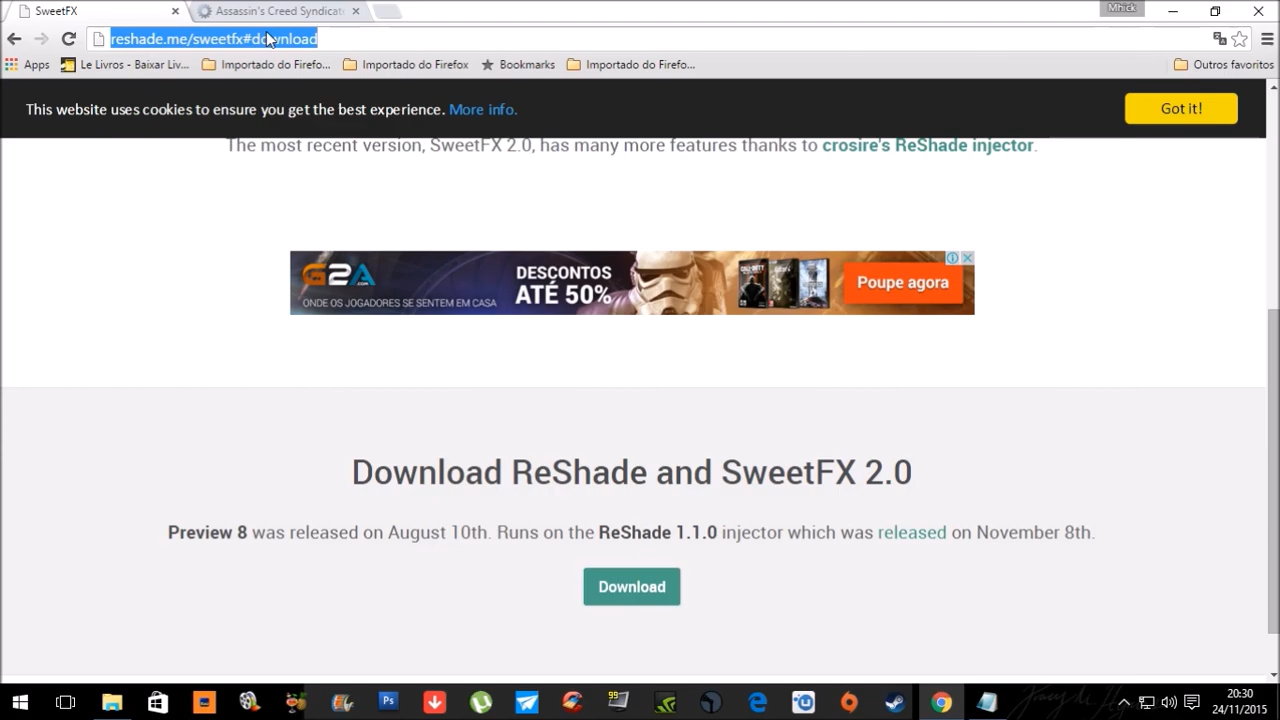 SweetFX
Assassin's Creed Syndicat
Mhick
reshade.me/sweetfx#download
Apps
Le Livros - Baixar Liv...
Importado do Firefo...
Importado do Firefox
Bookmarks
Importado do Firefo...
Outros favoritos
This website uses cookies to ensure you get the best experience. More info.
Got it!
The most recent version, SweetFX 2.0, has many more features thanks to crosire's ReShade injector.
G2A.COM
ONDE OS JOGADORES SE SENTEM EM CASA
DESCONTOS
ATÉ 50%
Poupe agora
Download ReShade and SweetFX 2.0
Preview 8 was released on August 10th. Runs on the ReShade 1.1.0 injector which was released on November 8th.
Download
Ps
99
20:30
24/11/2015